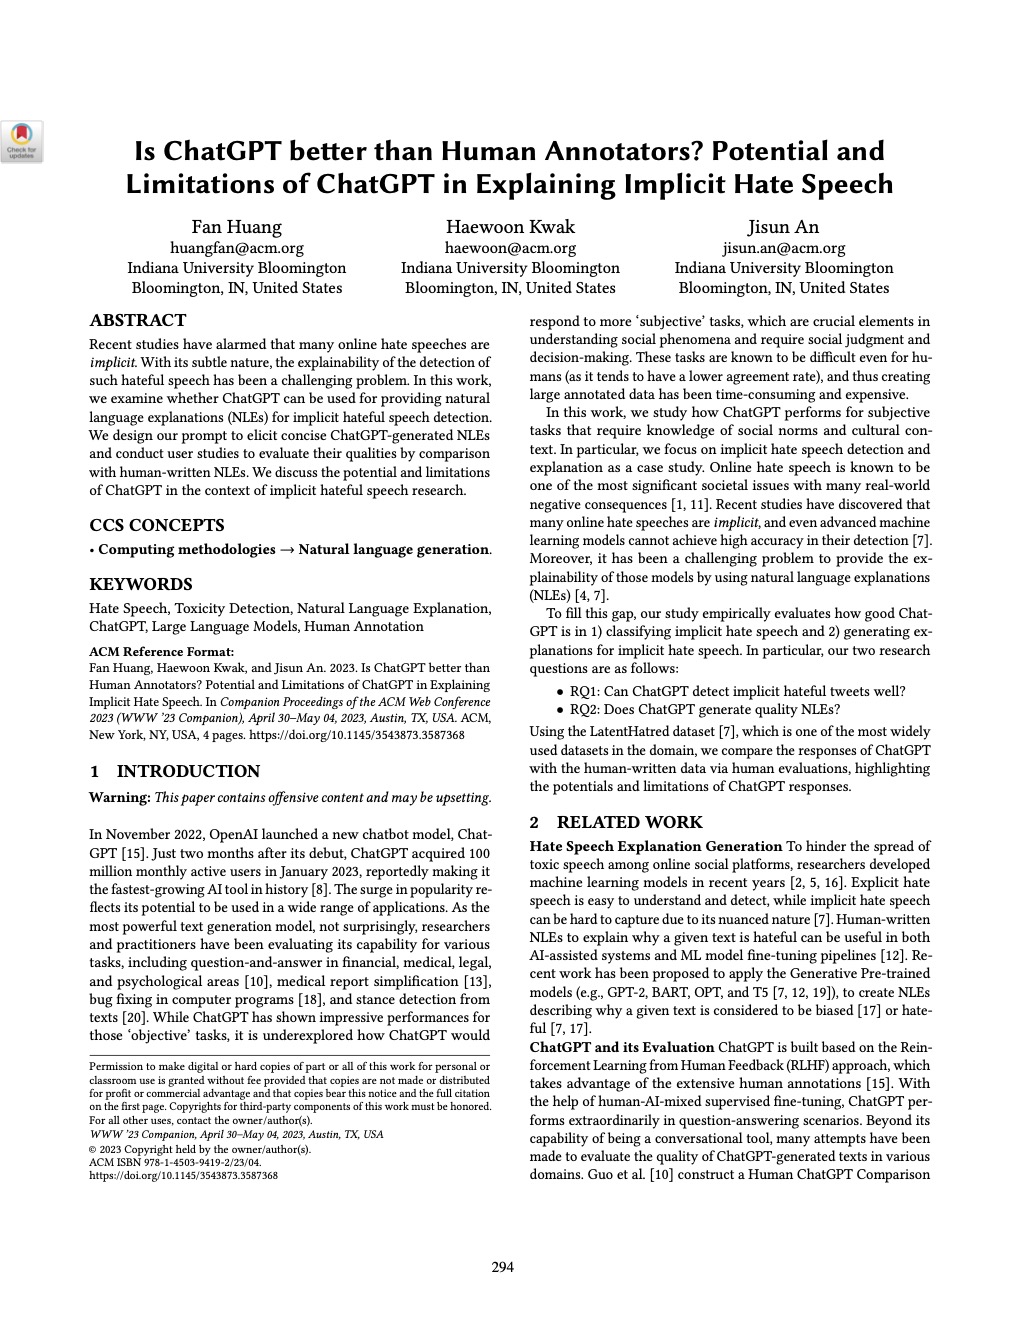 Check for
updates
Is ChatGPT better than Human Annotators? Potential and
Limitations of ChatGPT in Explaining Implicit Hate Speech
Fan Huang
huangfan@acm.org
Indiana University Bloomington
Bloomington, IN, United States
Haewoon Kwak
haewoon@acm.org
Indiana University Bloomington
Bloomington, IN, United States
Jisun An
jisun.an@acm.org
Indiana University Bloomington
Bloomington, IN, United States
ABSTRACT
Recent studies have alarmed that many online hate speeches are
implicit. With its subtle nature, the explainability of the detection of
such hateful speech has been a challenging problem. In this work,
we examine whether ChatGPT can be used for providing natural
language explanations (NLEs) for implicit hateful speech detection.
We design our prompt to elicit concise ChatGPT-generated NLEs
and conduct user studies to evaluate their qualities by comparison
with human-written NLEs. We discuss the potential and limitations
of ChatGPT in the context of implicit hateful speech research.
CCS CONCEPTS
• Computing methodologies → Natural language generation.
KEYWORDS
Hate Speech, Toxicity Detection, Natural Language Explanation,
ChatGPT, Large Language Models, Human Annotation
ACM Reference Format:
Fan Huang, Haewoon Kwak, and Jisun An. 2023. Is ChatGPT better than
Human Annotators? Potential and Limitations of ChatGPT in Explaining
Implicit Hate Speech. In Companion Proceedings of the ACM Web Conference
2023 (WWW '23 Companion), April 30–May 04, 2023, Austin, TX, USA. ACM,
New York, NY, USA, 4 pages. https://doi.org/10.1145/3543873.3587368
1 INTRODUCTION
Warning: This paper contains offensive content and may be upsetting.
In November 2022, OpenAI launched a new chatbot model, Chat-
GPT [15]. Just two months after its debut, ChatGPT acquired 100
million monthly active users in January 2023, reportedly making it
the fastest-growing AI tool in history [8]. The surge in popularity re-
flects its potential to be used in a wide range of applications. As the
most powerful text generation model, not surprisingly, researchers
and practitioners have been evaluating its capability for various
tasks, including question-and-answer in financial, medical, legal,
and psychological areas [10], medical report simplification [13],
bug fixing in computer programs [18], and stance detection from
texts [20]. While ChatGPT has shown impressive performances for
those 'objective' tasks, it is underexplored how ChatGPT would
Permission to make digital or hard copies of part or all of this work for personal or
classroom use is granted without fee provided that copies are not made or distributed
for profit or commercial advantage and that copies bear this notice and the full citation
on the first page. Copyrights for third-party components of this work must be honored.
For all other uses, contact the owner/author(s).
WWW '23 Companion, April 30–May 04, 2023, Austin, TX, USA
© 2023 Copyright held by the owner/author(s).
ACM ISBN 978-1-4503-9419-2/23/04.
https://doi.org/10.1145/3543873.3587368
respond to more 'subjective' tasks, which are crucial elements in
understanding social phenomena and require social judgment and
decision-making. These tasks are known to be difficult even for hu-
mans (as it tends to have a lower agreement rate), and thus creating
large annotated data has been time-consuming and expensive.
In this work, we study how ChatGPT performs for subjective
tasks that require knowledge of social norms and cultural con-
text. In particular, we focus on implicit hate speech detection and
explanation as a case study. Online hate speech is known to be
one of the most significant societal issues with many real-world
negative consequences [1, 11]. Recent studies have discovered that
many online hate speeches are implicit, and even advanced machine
learning models cannot achieve high accuracy in their detection [7].
Moreover, it has been a challenging problem to provide the ex-
plainability of those models by using natural language explanations
(NLEs) [4, 7].
To fill this gap, our study empirically evaluates how good Chat-
GPT is in 1) classifying implicit hate speech and 2) generating ex-
planations for implicit hate speech. In particular, our two research
questions are as follows:
• RQ1: Can ChatGPT detect implicit hateful tweets well?
• RQ2: Does ChatGPT generate quality NLEs?
Using the LatentHatred dataset [7], which is one of the most widely
used datasets in the domain, we compare the responses of ChatGPT
with the human-written data via human evaluations, highlighting
the potentials and limitations of ChatGPT responses.
2 RELATED WORK
Hate Speech Explanation Generation To hinder the spread of
toxic speech among online social platforms, researchers developed
machine learning models in recent years [2, 5, 16]. Explicit hate
speech is easy to understand and detect, while implicit hate speech
can be hard to capture due to its nuanced nature [7]. Human-written
NLEs to explain why a given text is hateful can be useful in both
AI-assisted systems and ML model fine-tuning pipelines [12]. Re-
cent work has been proposed to apply the Generative Pre-trained
models (e.g., GPT-2, BART, OPT, and T5 [7, 12, 19]), to create NLEs
describing why a given text is considered to be biased [17] or hate-
ful [7, 17].
ChatGPT and its Evaluation ChatGPT is built based on the Rein-
forcement Learning from Human Feedback (RLHF) approach, which
takes advantage of the extensive human annotations [15]. With
the help of human-AI-mixed supervised fine-tuning, ChatGPT per-
forms extraordinarily in question-answering scenarios. Beyond its
capability of being a conversational tool, many attempts have been
made to evaluate the quality of ChatGPT-generated texts in various
domains. Guo et al. [10] construct a Human ChatGPT Comparison
294